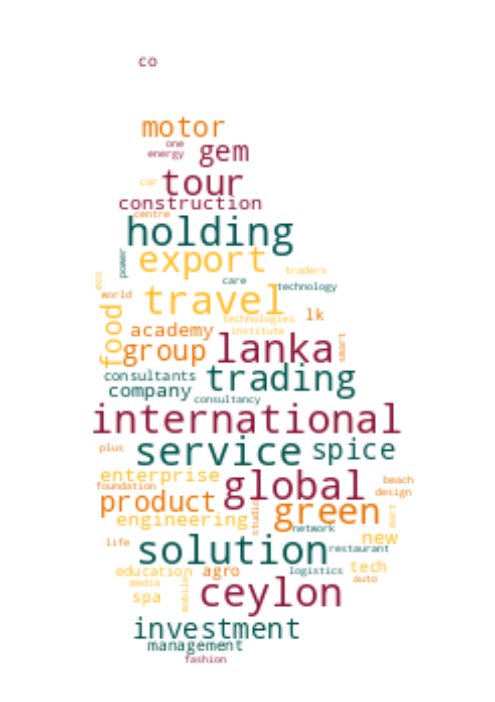 co
motor
one
energy
gem
car
tour
construction
centre
holding
power
export
eco
traders
care
technology
world
travel
technologies
lk
food
academy
institute
smart
group
lanka
consultants
trading
company
consultancy
international
plus
service
spice
enterprise
foundation
global
beach
design
product
studio
green
mart
engineering
network
life
new
solution
restaurant
education
agro
logistics
tech
auto
media
mobile
spa
ceylon
investment
management
fashion